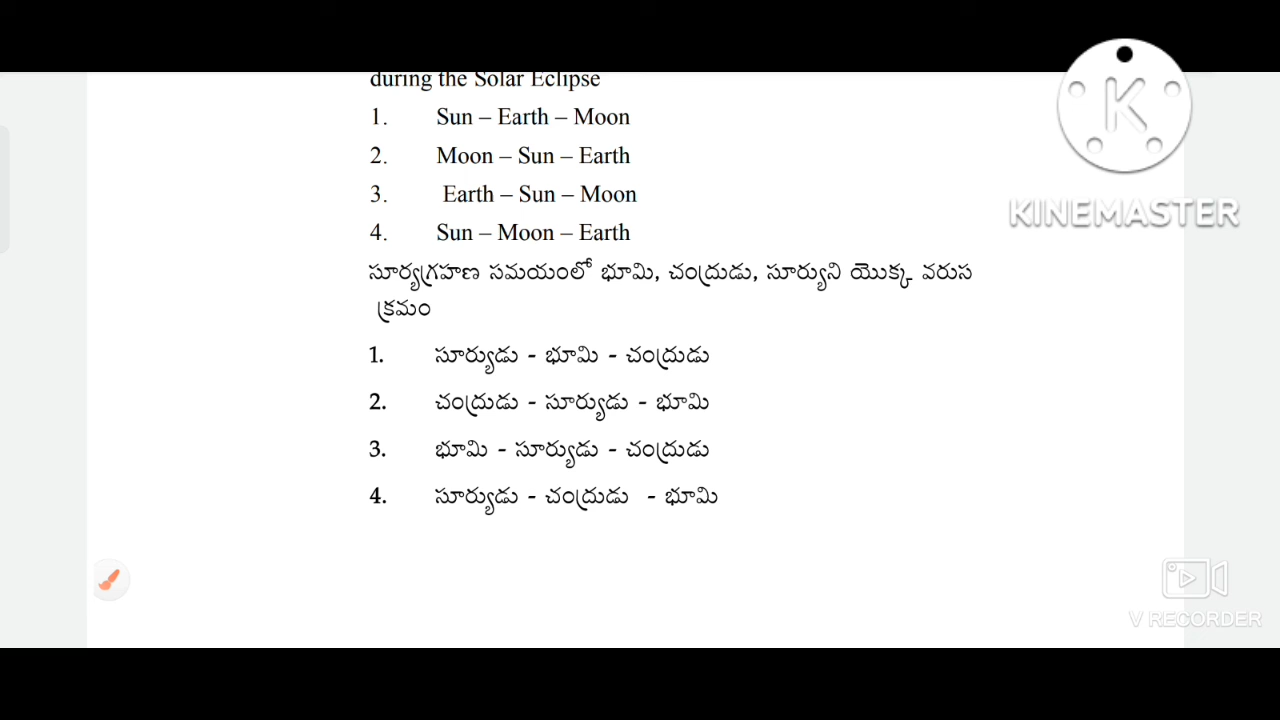 during the Solar Eclipse
1. Sun – Earth – Moon
2. Moon – Sun – Earth
3. Earth – Sun – Moon
4. Sun – Moon – Earth
సూర్యగ్రహణ సమయంలో భూమి, చంద్రుడు, సూర్యుని యొక్క వరుస
క్రమం
1. సూర్యుడు - భూమి - చంద్రుడు
2. చంద్రుడు - సూర్యుడు - భూమి
3. భూమి - సూర్యుడు - చంద్రుడు
4. సూర్యుడు - చంద్రుడు - భూమి
K
KINEMASTER
V RECORDER